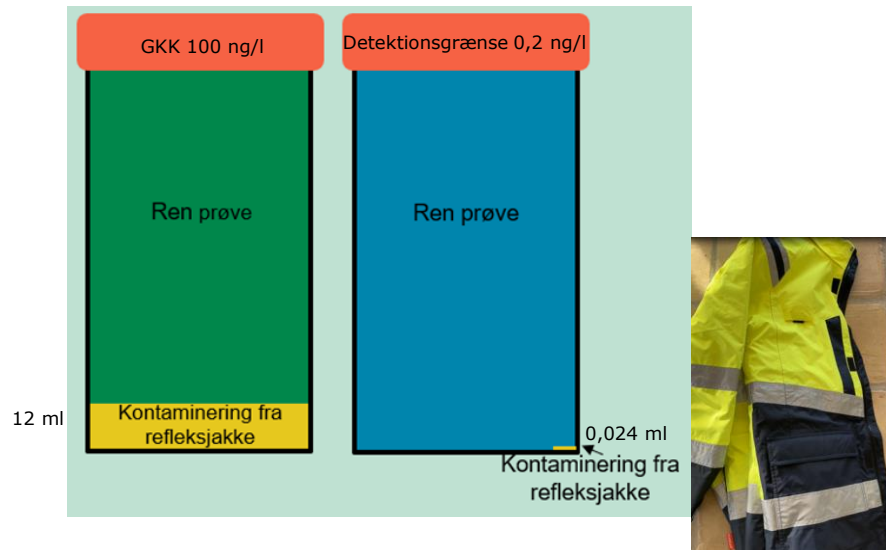 GKK 100 ng/l
Detektionsgrænse 0,2 ng/l
Ren prøve
Ren prøve
12 ml
Kontaminering fra
refleksjakke
0,024 ml
Kontaminering fra
refleksjakke